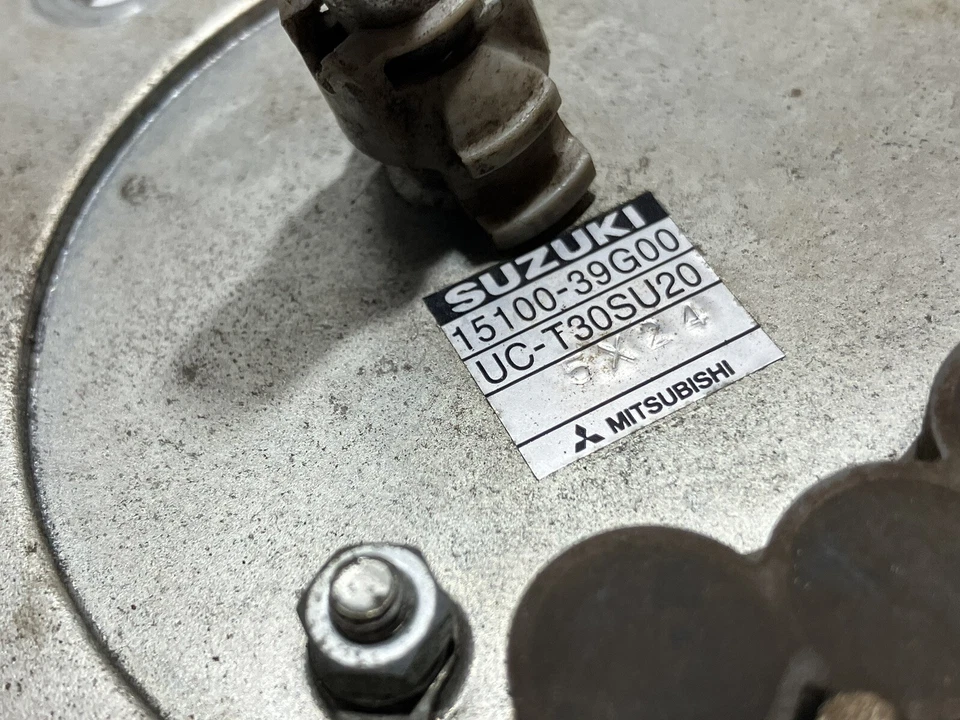 SUZUKI
15100-39G00
UC-T30SU20
5X24
MITSUBISHI